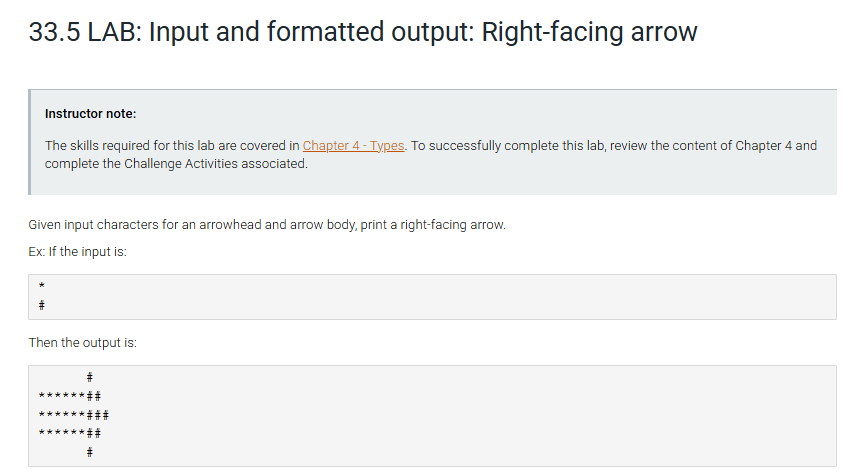 33.5 LAB: Input and formatted output: Right-facing arrow
Instructor note:
The skills required for this lab are covered in Chapter 4 - Types. To successfully complete this lab, review the content of Chapter 4 and
complete the Challenge Activities associated.
Given input characters for an arrowhead and arrow body, print a right-facing arrow.
Ex: If the input is:
*
#
Then the output is:
      #
******##
******###
******##
      #